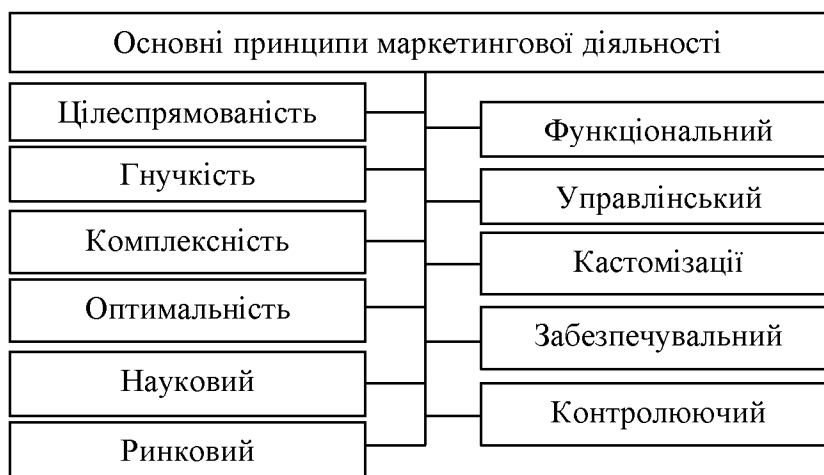 Основні принципи маркетингової діяльності
Цілеспрямованість
Гнучкість
Комплексність
Оптимальність
Науковий
Ринковий
Функціональний
Управлінський
Кастомізації
Забезпечувальний
Контролюючий